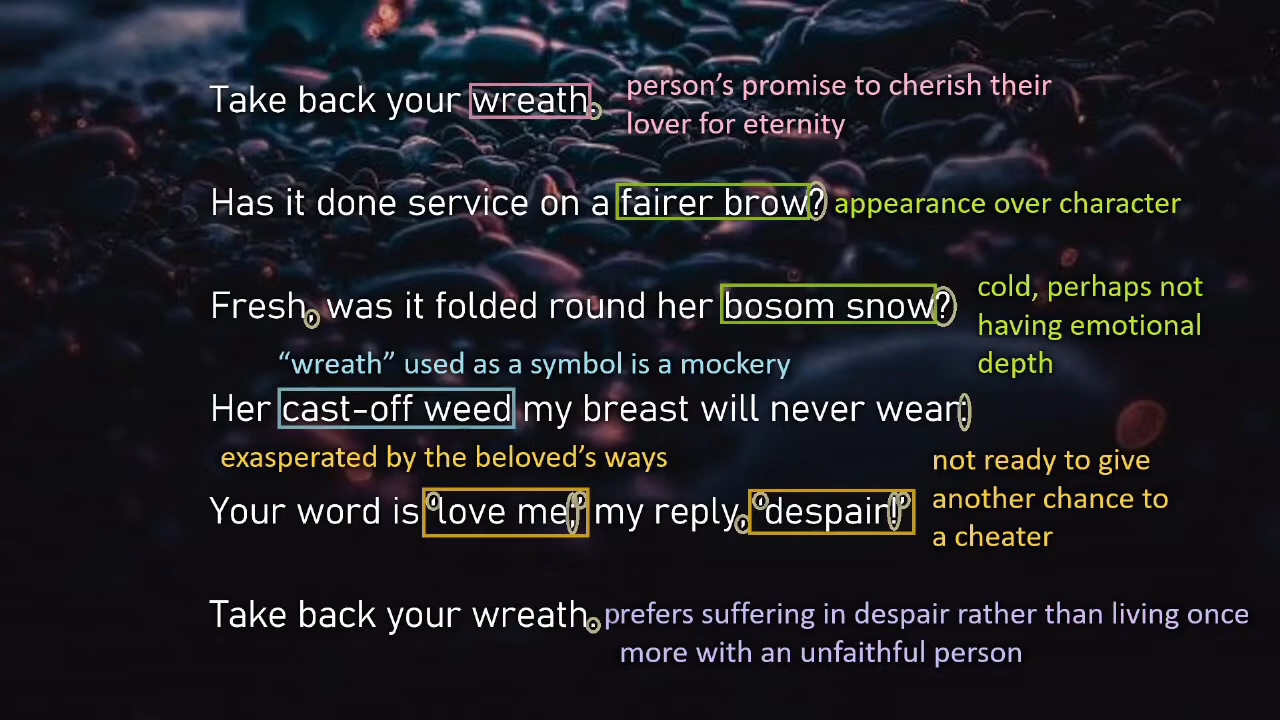 Take back your wreath.
person's promise to cherish their
lover for eternity
Has it done service on a fairer brow?
appearance over character
Fresh, was it folded round her bosom snow?
cold, perhaps not
having emotional
depth
“wreath” used as a symbol is a mockery
Her cast-off weed my breast will never wear:
exasperated by the beloved's ways
Your word is ‘love me;’ my reply, ‘despair!’
not ready to give
another chance to
a cheater
Take back your wreath.
prefers suffering in despair rather than living once
more with an unfaithful person